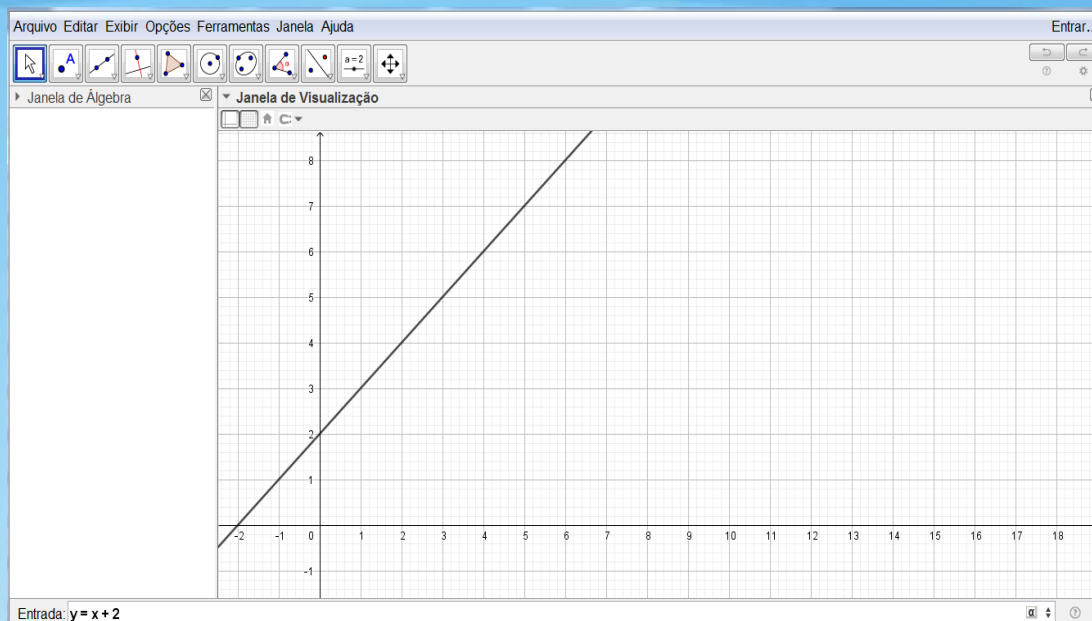 Arquivo Editar Exibir Opções Ferramentas Janela Ajuda Entrar..
A α a = 2
Janela de Álgebra Janela de Visualização
8
7
6
5
4
3
2
1
-2 -1 0 1 2 3 4 5 6 7 8 9 10 11 12 13 14 15 16 17 18
-1
Entrada: y = x + 2 α